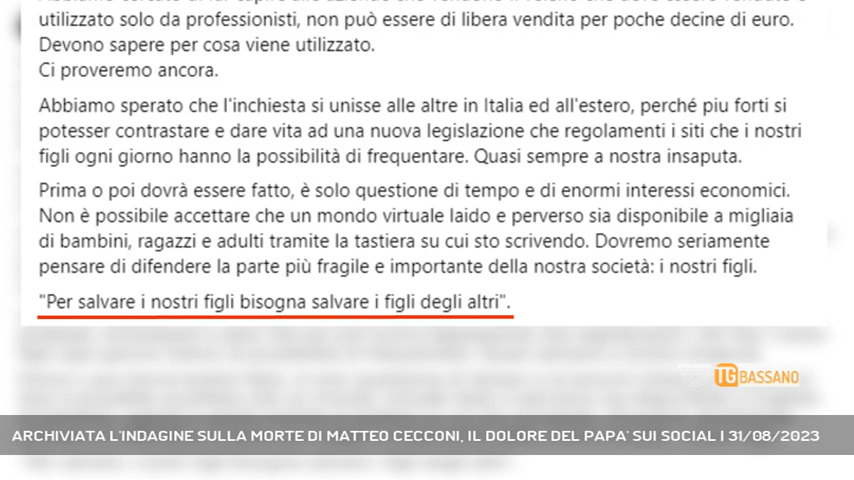 utilizzato solo da professionisti, non può essere di libera vendita per poche decine di euro.
Devono sapere per cosa viene utilizzato.
Ci proveremo ancora.
Abbiamo sperato che l'inchiesta si unisse alle altre in Italia ed all'estero, perché piu forti si
potesser contrastare e dare vita ad una nuova legislazione che regolamenti i siti che i nostri
figli ogni giorno hanno la possibilità di frequentare. Quasi sempre a nostra insaputa.
Prima o poi dovrà essere fatto, è solo questione di tempo e di enormi interessi economici.
Non è possibile accettare che un mondo virtuale laido e perverso sia disponibile a migliaia
di bambini, ragazzi e adulti tramite la tastiera su cui sto scrivendo. Dovremo seriamente
pensare di difendere la parte più fragile e importante della nostra società: i nostri figli.
"Per salvare i nostri figli bisogna salvare i figli degli altri".
TG BASSANO
ARCHIVIATA L'INDAGINE SULLA MORTE DI MATTEO CECCONI, IL DOLORE DEL PAPA' SUI SOCIAL | 31/08/2023